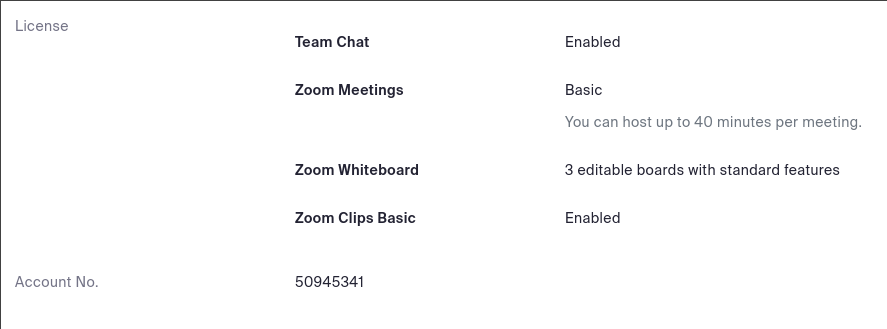 License
Team Chat Enabled
Zoom Meetings Basic
You can host up to 40 minutes per meeting.
Zoom Whiteboard 3 editable boards with standard features
Zoom Clips Basic Enabled
Account No. 50945341